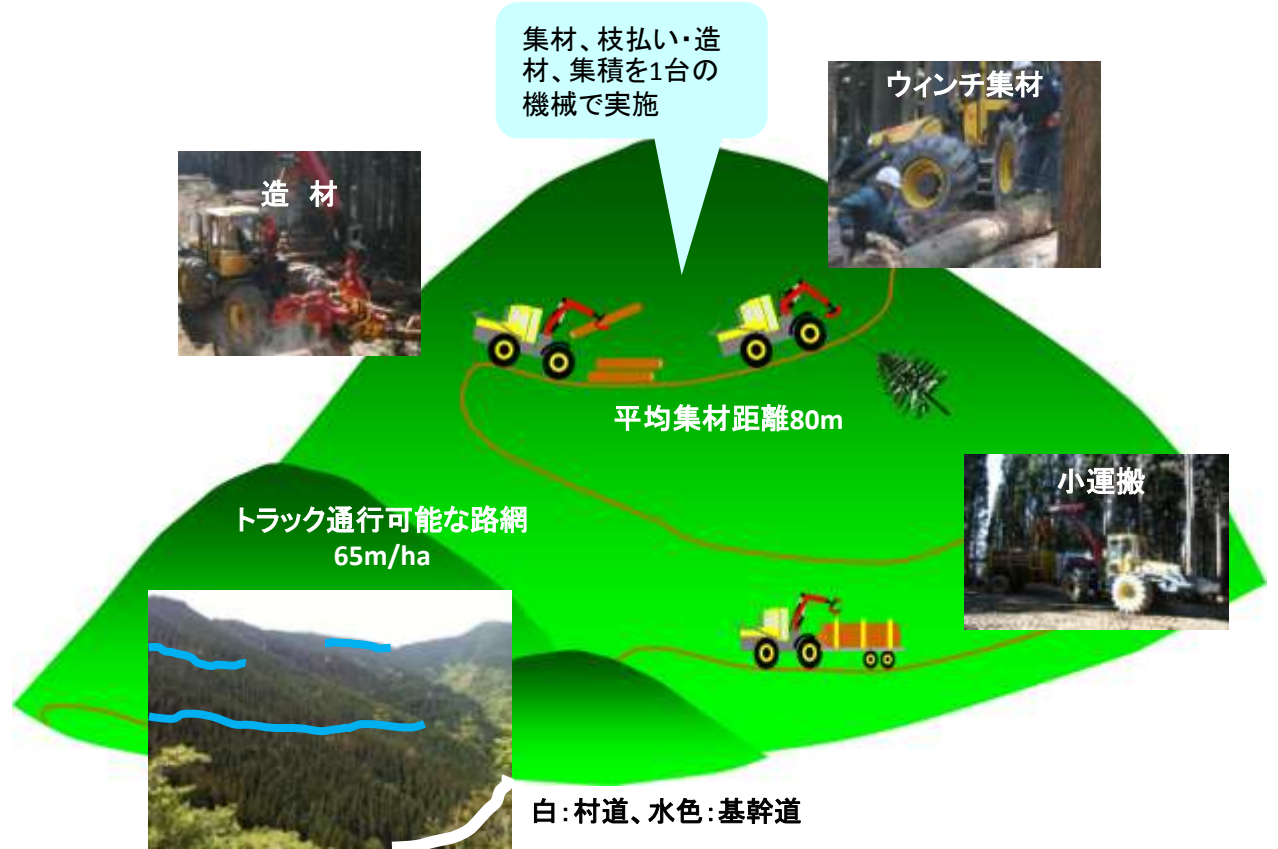 集材、枝払い・造
材、集積を1台の
機械で実施
ウィンチ集材
造　材
平均集材距離80m
小運搬
トラック通行可能な路網
65m/ha
白：村道、水色：基幹道